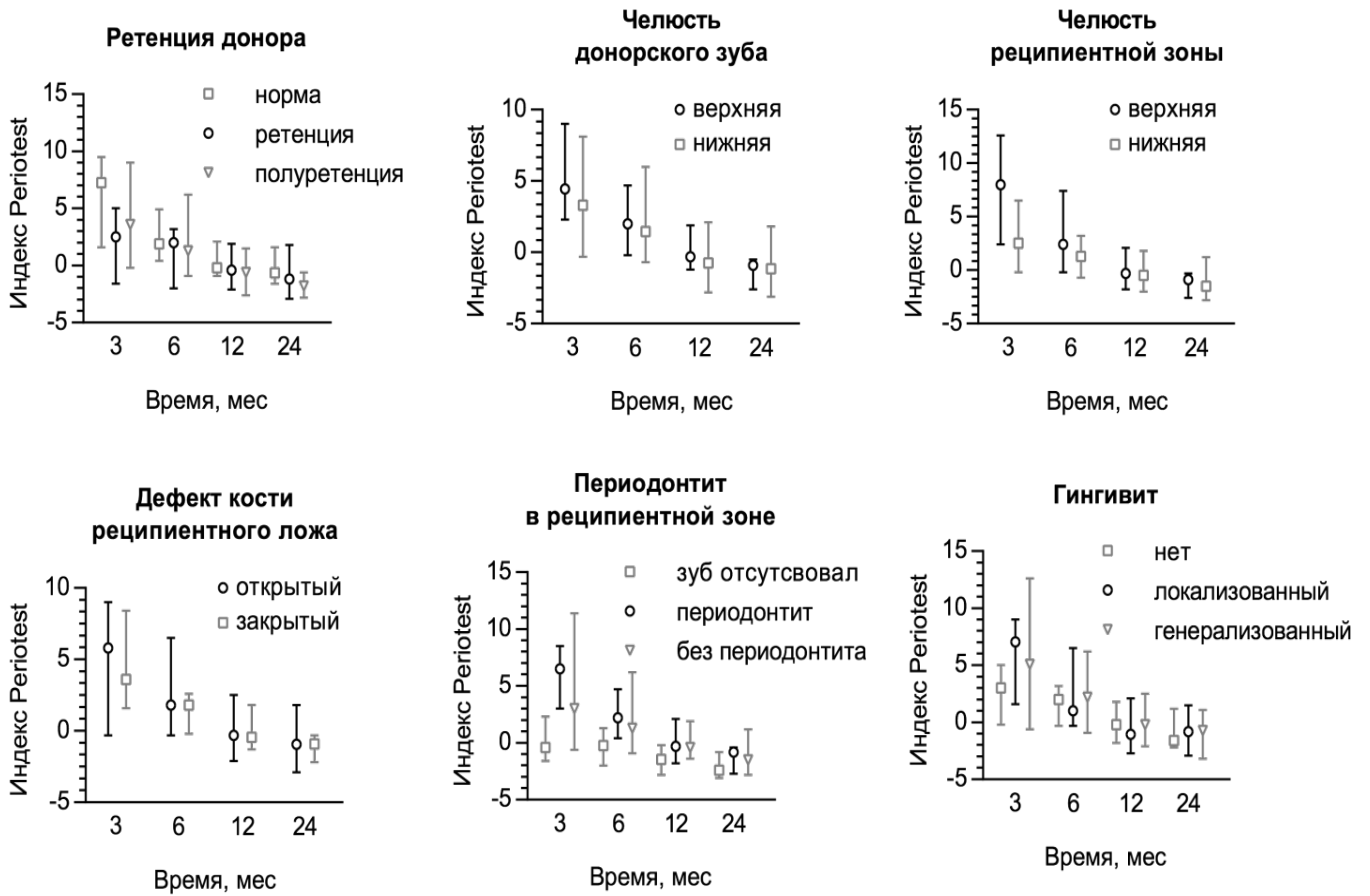 Ретенция донора
15
10
5
0
-5
Индекс Periotest
норма
ретенция
полуретенция
3 6 12 24
Время, мес
Челюсть
донорского зуба
10
5
0
-5
Индекс Periotest
верхняя
нижняя
3 6 12 24
Время, мес
Челюсть
реципиентной зоны
15
10
5
0
-5
Индекс Periotest
верхняя
нижняя
3 6 12 24
Время, мес
Дефект кости
реципиентного ложа
10
5
0
-5
Индекс Periotest
открытый
закрытый
3 6 12 24
Время, мес
Периодонтит
в реципиентной зоне
15
10
5
0
-5
Индекс Periotest
зуб отсутсвовал
периодонтит
без периодонтита
3 6 12 24
Время, мес
Гингивит
15
10
5
0
-5
Индекс Periotest
нет
локализованный
генерализованный
3 6 12 24
Время, мес